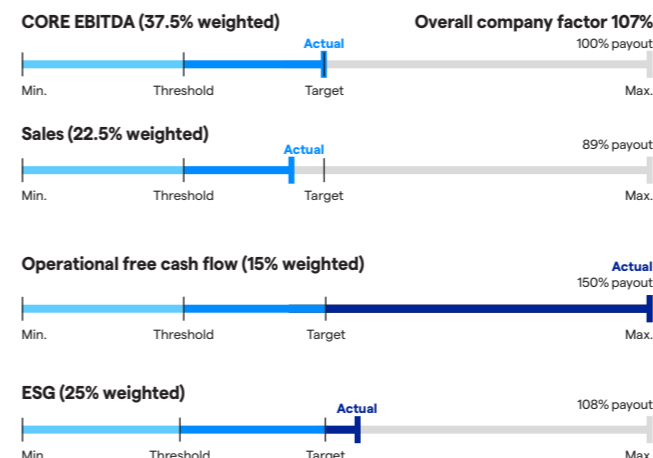 CORE EBITDA (37.5% weighted) Overall company factor 107%
Actual 100% payout
Min. Threshold Target Max.
Sales (22.5% weighted)
Actual 89% payout
Min. Threshold Target Max.
Operational free cash flow (15% weighted)
Actual
150% payout
Min. Threshold Target Max.
ESG (25% weighted)
Actual 108% payout
Min. Threshold Target Max.